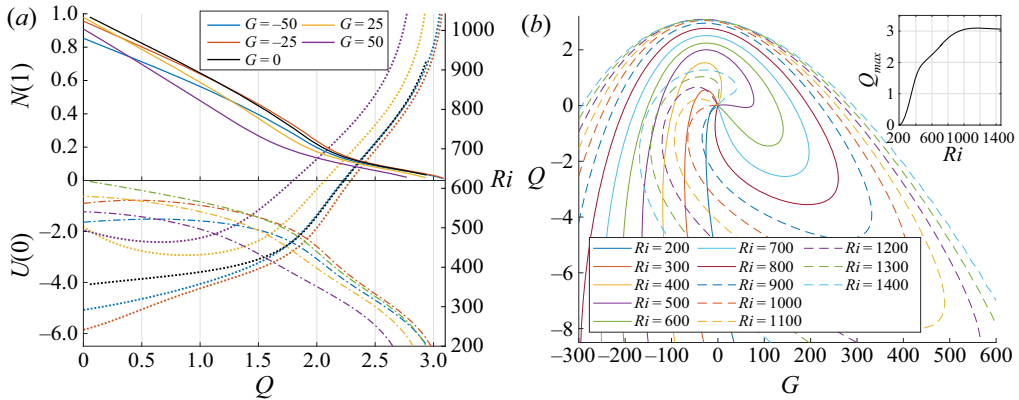 (a)
G = –50
G = 25
G = –25
G = 50
G = 0
1.0
0.8
0.6
0.4
0.2
0
N(1)
–2.0
–4.0
–6.0
U(0)
0
0.5
1.0
1.5
2.0
2.5
3.0
Q
1000
900
800
700
600
500
400
300
200
Ri
(b)
2
0
–2
–4
–6
–8
Q
–300
–200
–100
0
100
200
300
400
500
600
G
Ri = 200
Ri = 700
Ri = 1200
Ri = 300
Ri = 800
Ri = 1300
Ri = 400
Ri = 900
Ri = 1400
Ri = 500
Ri = 1000
Ri = 600
Ri = 1100
4
3
2
1
0
Qmax
200
600
1000
1400
Ri